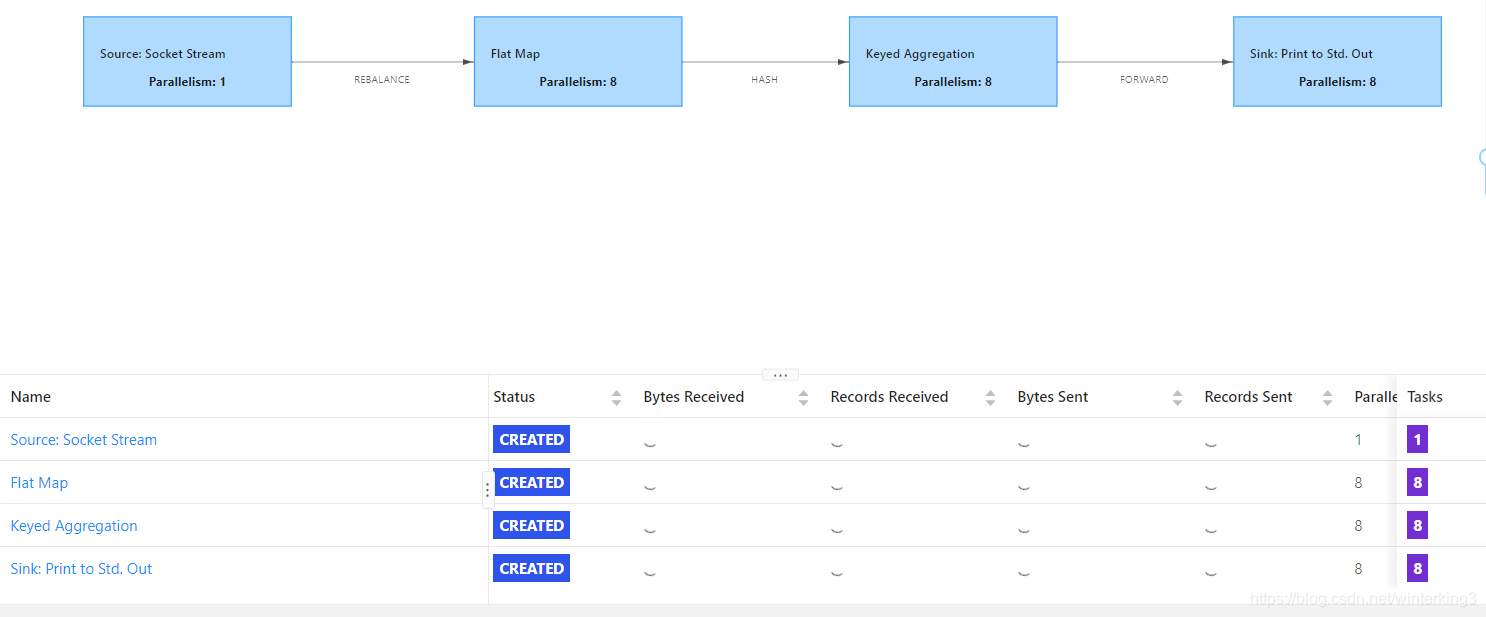 Source: Socket Stream
Parallelism: 1
REBALANCE
Flat Map
Parallelism: 8
HASH
Keyed Aggregation
Parallelism: 8
FORWARD
Sink: Print to Std. Out
Parallelism: 8
Name Status Bytes Received Records Received Bytes Sent Records Sent Paralle Tasks
Source: Socket Stream CREATED 1 1
Flat Map CREATED 8 8
Keyed Aggregation CREATED 8 8
Sink: Print to Std. Out CREATED 8 8
https://blog.csdn.net/winterking3